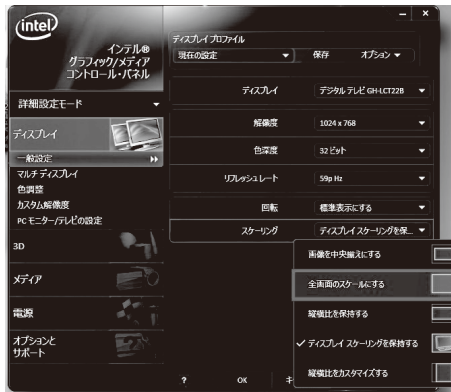 intel
インテル®
グラフィック/メディア
コントロール・パネル
詳細設定モード
ディスプレイ
一般設定
マルチ ディスプレイ
色調整
カスタム解像度
PC モニター/テレビの設定
3D
メディア
電源
オプションと
サポート
ディスプレイ プロファイル
現在の設定
保存
オプション
ディスプレイ
デジタル テレビ GH-LCT22B
解像度
1024 x 768
色深度
32 ビット
リフレッシュ レート
59p Hz
回転
標準表示にする
スケーリング
ディスプレイ スケーリングを保...
画像を中央揃えにする
全画面のスケールにする
縦横比を保持する
ディスプレイ スケーリングを保持する
縦横比をカスタマイズする
?
OK
キ